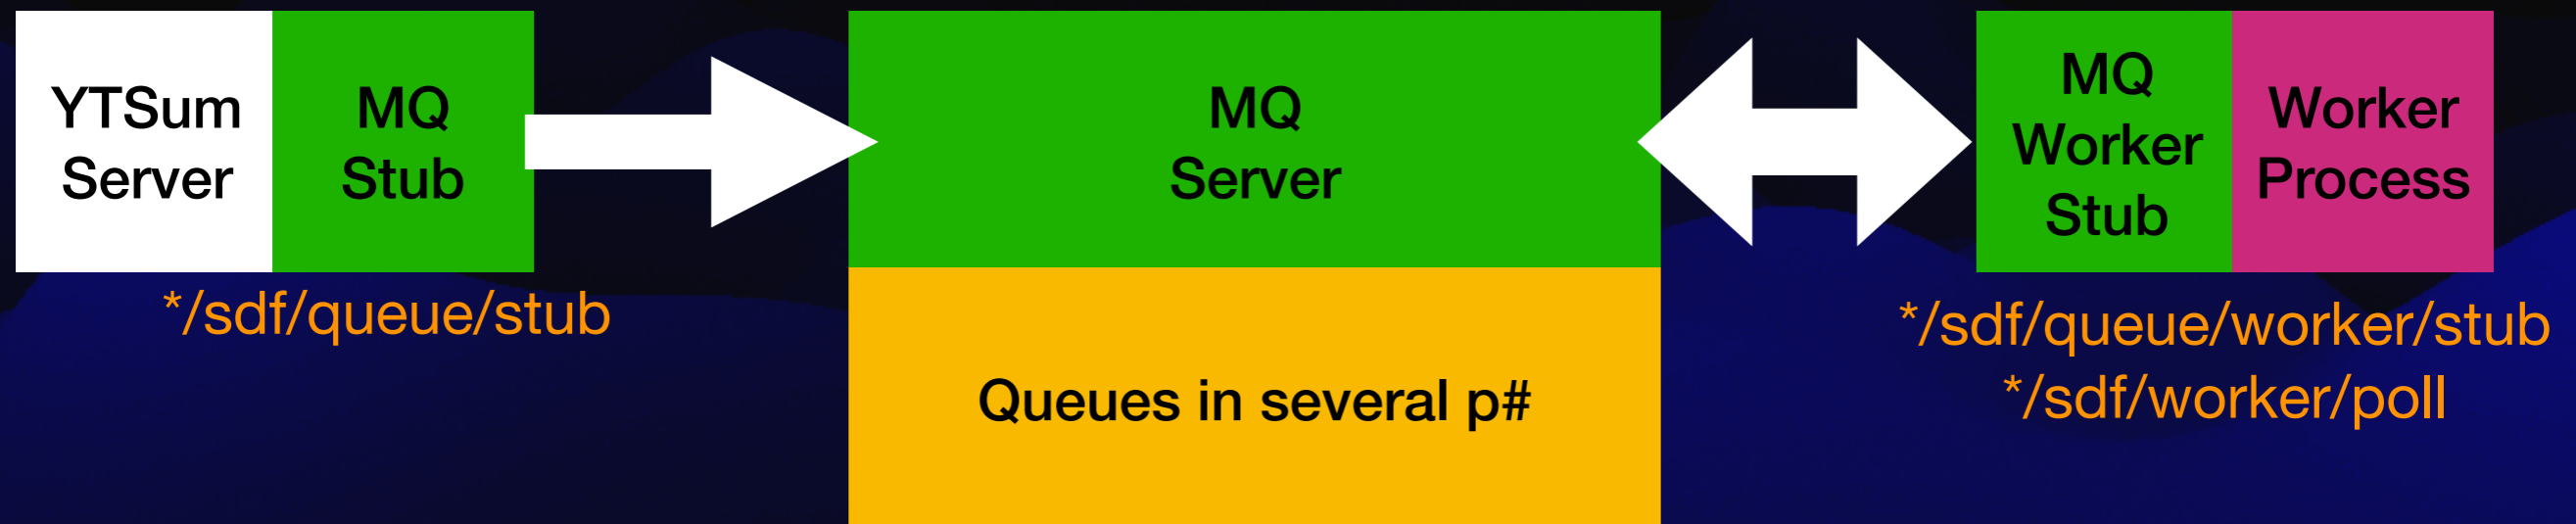 YTSum
Server
MQ
Stub
*/sdf/queue/stub
MQ
Server
Queues in several p#
MQ
Worker
Stub
Worker
Process
*/sdf/queue/worker/stub
*/sdf/worker/poll